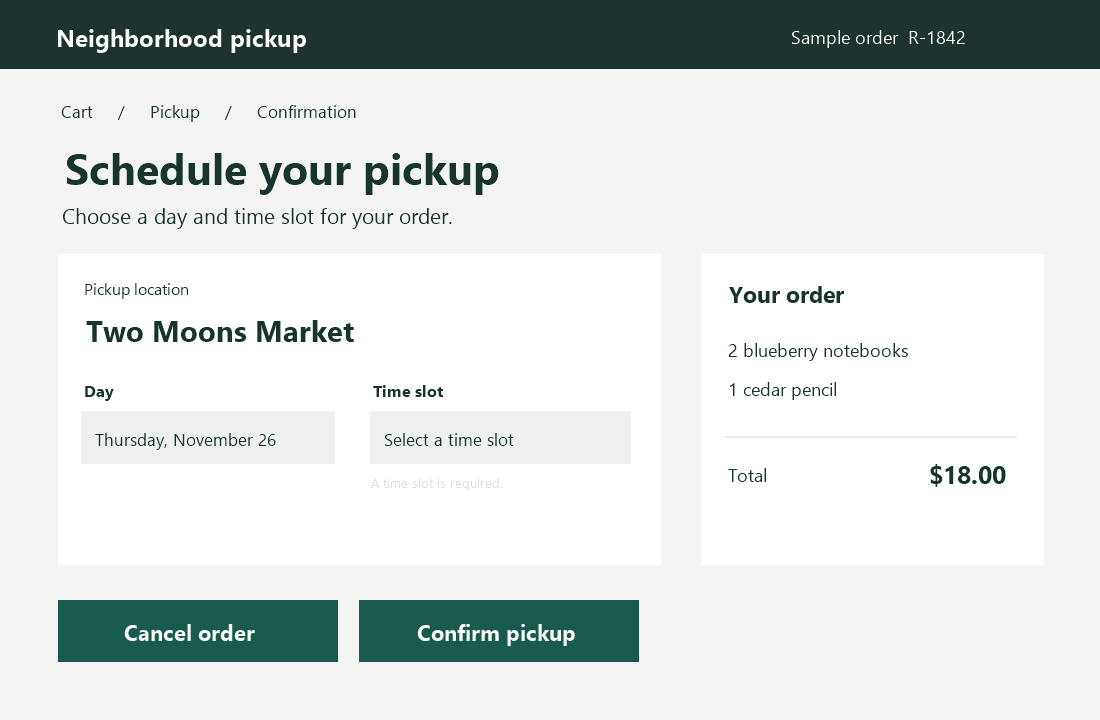 Neighborhood pickup
Sample order R-1842
Cart / Pickup / Confirmation
Schedule your pickup
Choose a day and time slot for your order.
Pickup location
Two Moons Market
Day
Time slot
Thursday, November 26
Select a time slot
A time slot is required.
Your order
2 blueberry notebooks
1 cedar pencil
Total
$18.00
Cancel order
Confirm pickup